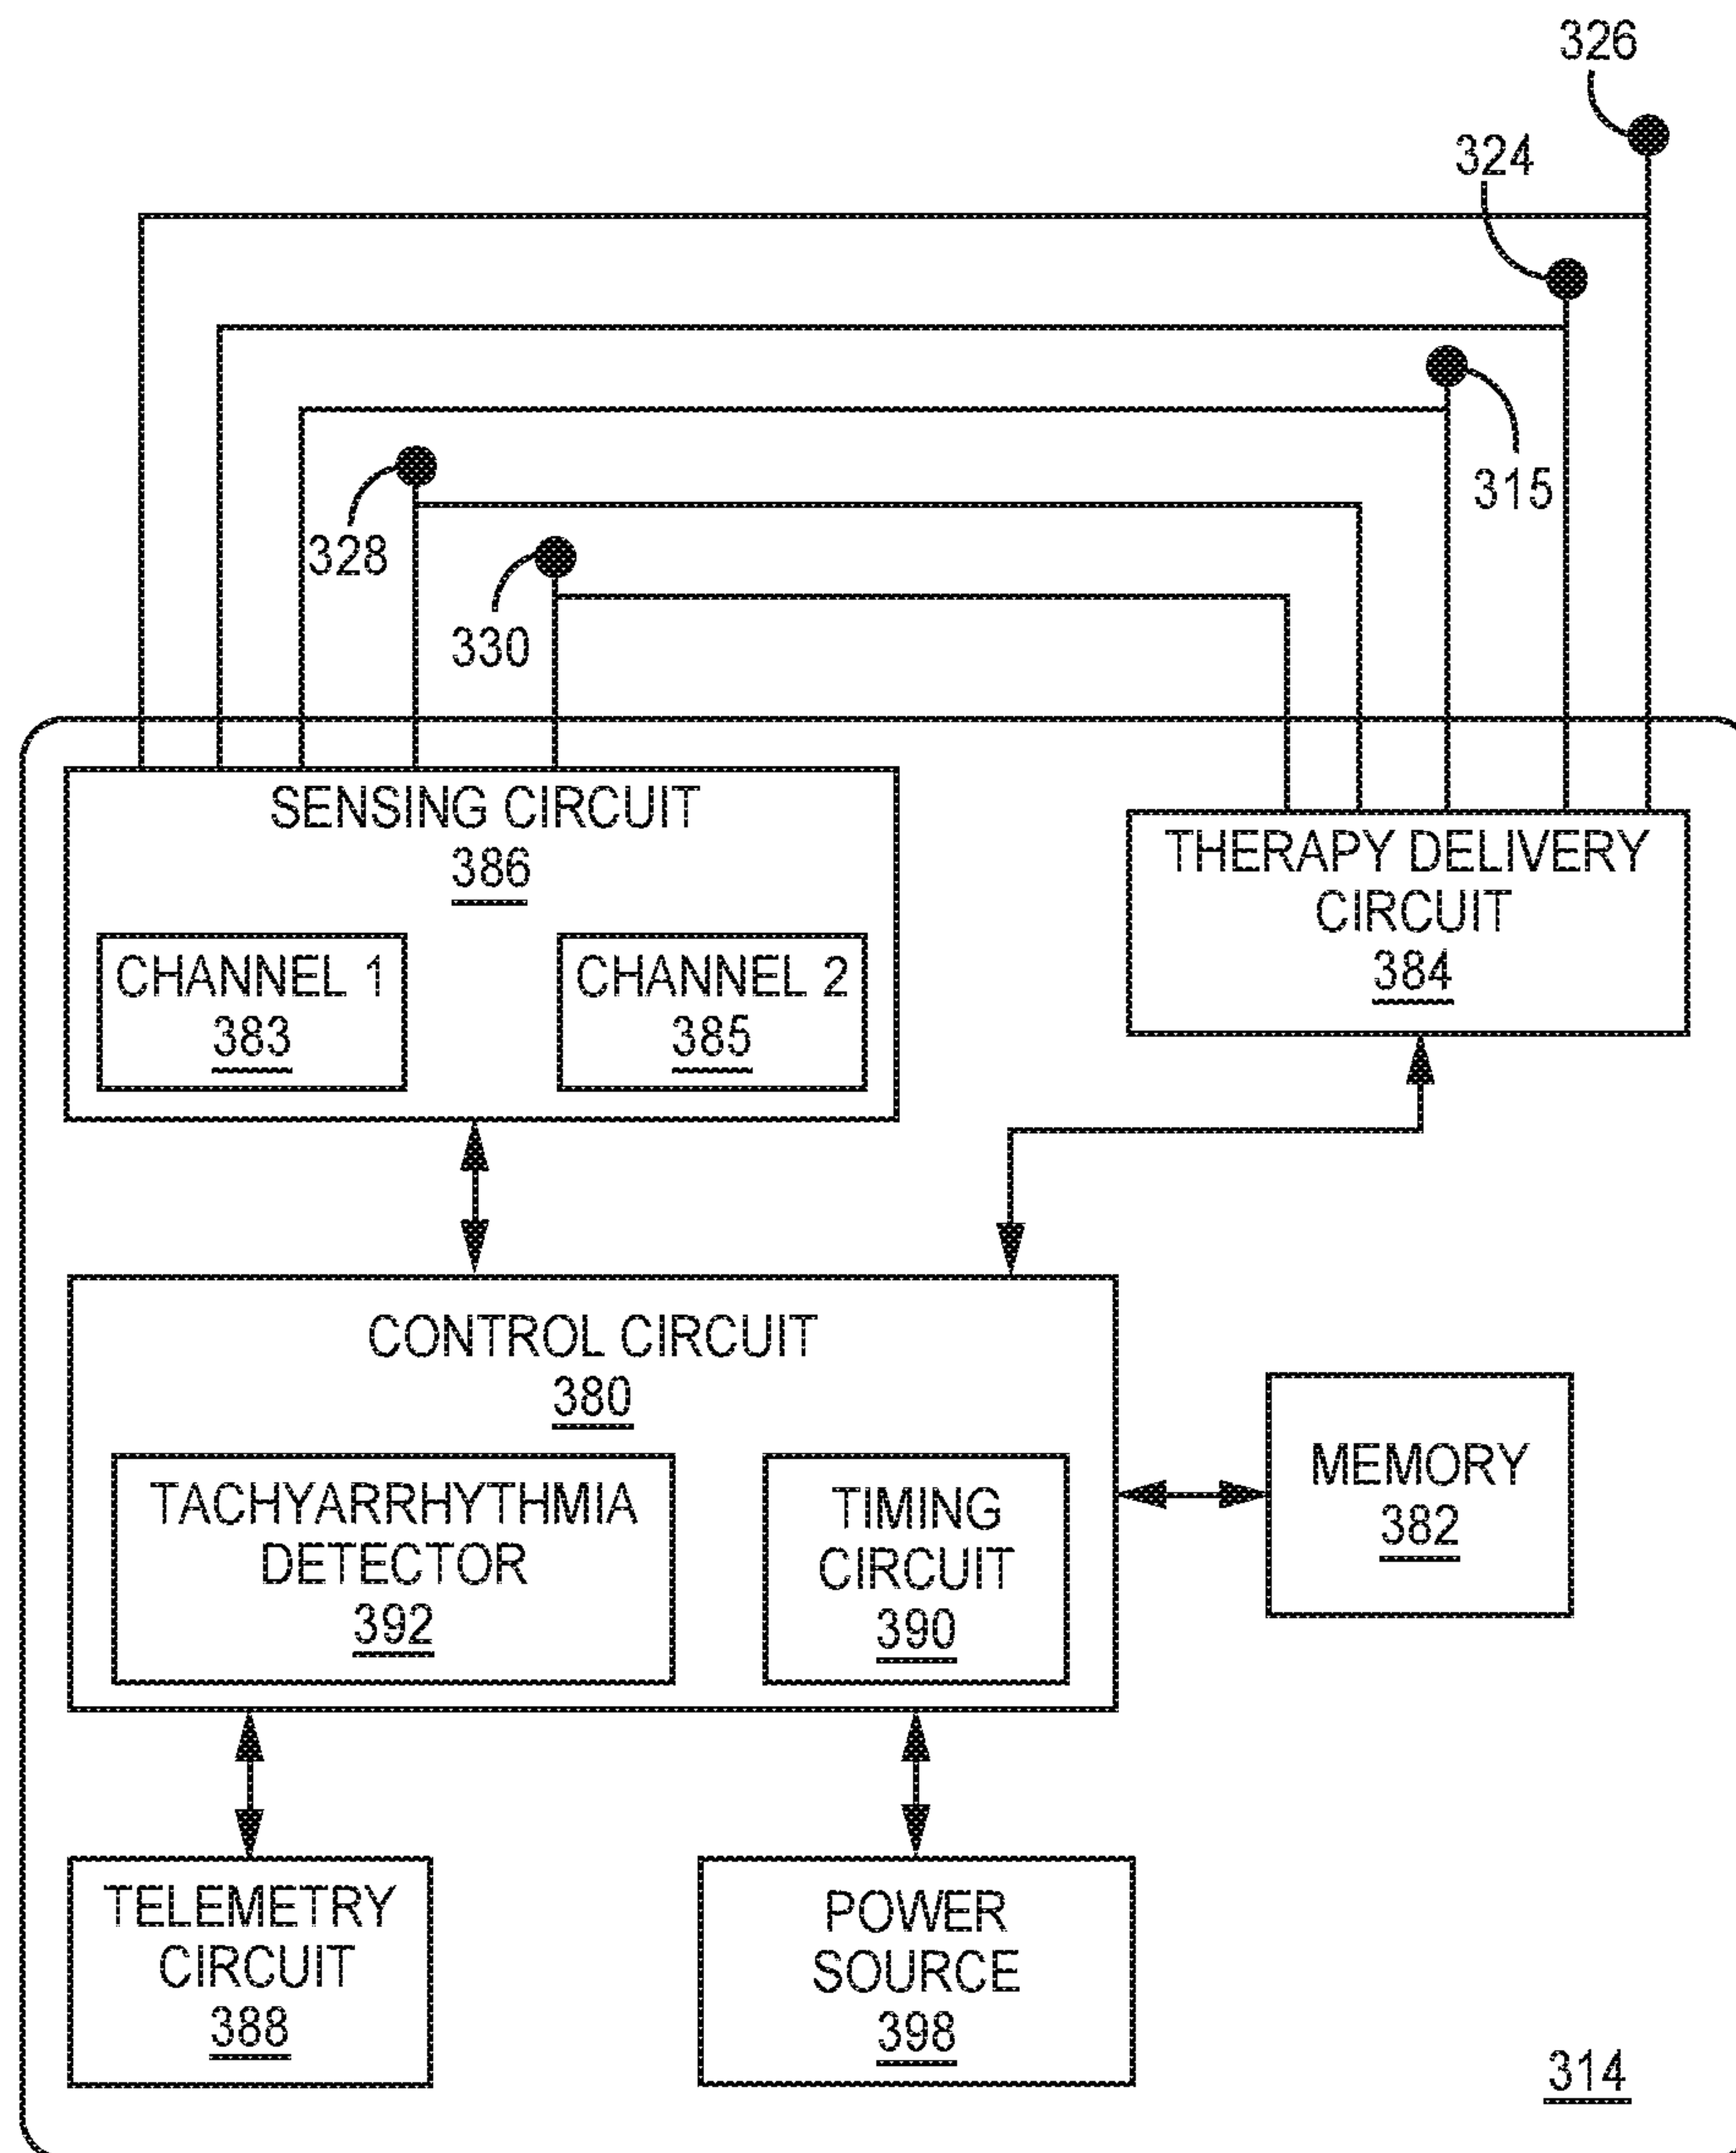 326
324
315
328
330
SENSING CIRCUIT
386
CHANNEL 1
383
CHANNEL 2
385
THERAPY DELIVERY
CIRCUIT
384
CONTROL CIRCUIT
380
TACHYARRHYTHMIA
DETECTOR
392
TIMING
CIRCUIT
390
MEMORY
382
TELEMETRY
CIRCUIT
388
POWER
SOURCE
398
314